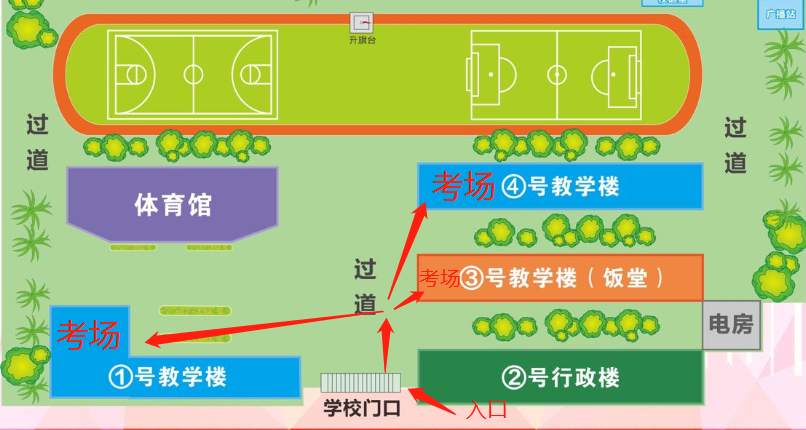 广播站
升旗台
过道
过道
考场④号教学楼
体育馆
考场③号教学楼（饭堂）
过道
电房
考场
①号教学楼
②号行政楼
学校门口
入口